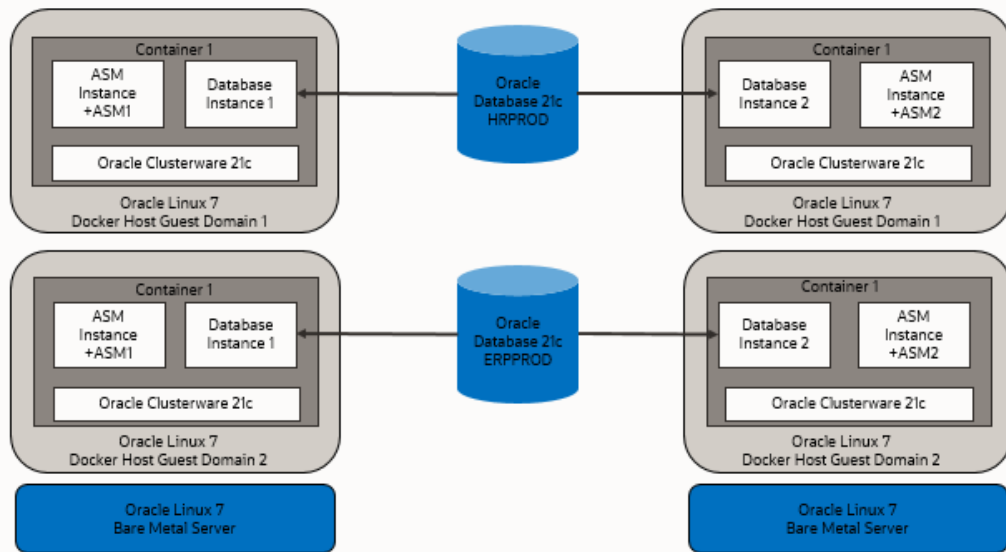 Container 1
ASM
Instance
+ASM1
Database
Instance 1
Oracle Clusterware 21c
Oracle Linux 7
Docker Host Guest Domain 1
Oracle
Database 21c
HRPROD
Container 1
Database
Instance 2
ASM
Instance
+ASM2
Oracle Clusterware 21c
Oracle Linux 7
Docker Host Guest Domain 1
Container 1
ASM
Instance
+ASM1
Database
Instance 1
Oracle Clusterware 21c
Oracle Linux 7
Docker Host Guest Domain 2
Oracle
Database 21c
ERPPROD
Container 1
Database
Instance 2
ASM
Instance
+ASM2
Oracle Clusterware 21c
Oracle Linux 7
Docker Host Guest Domain 2
Oracle Linux 7
Bare Metal Server
Oracle Linux 7
Bare Metal Server